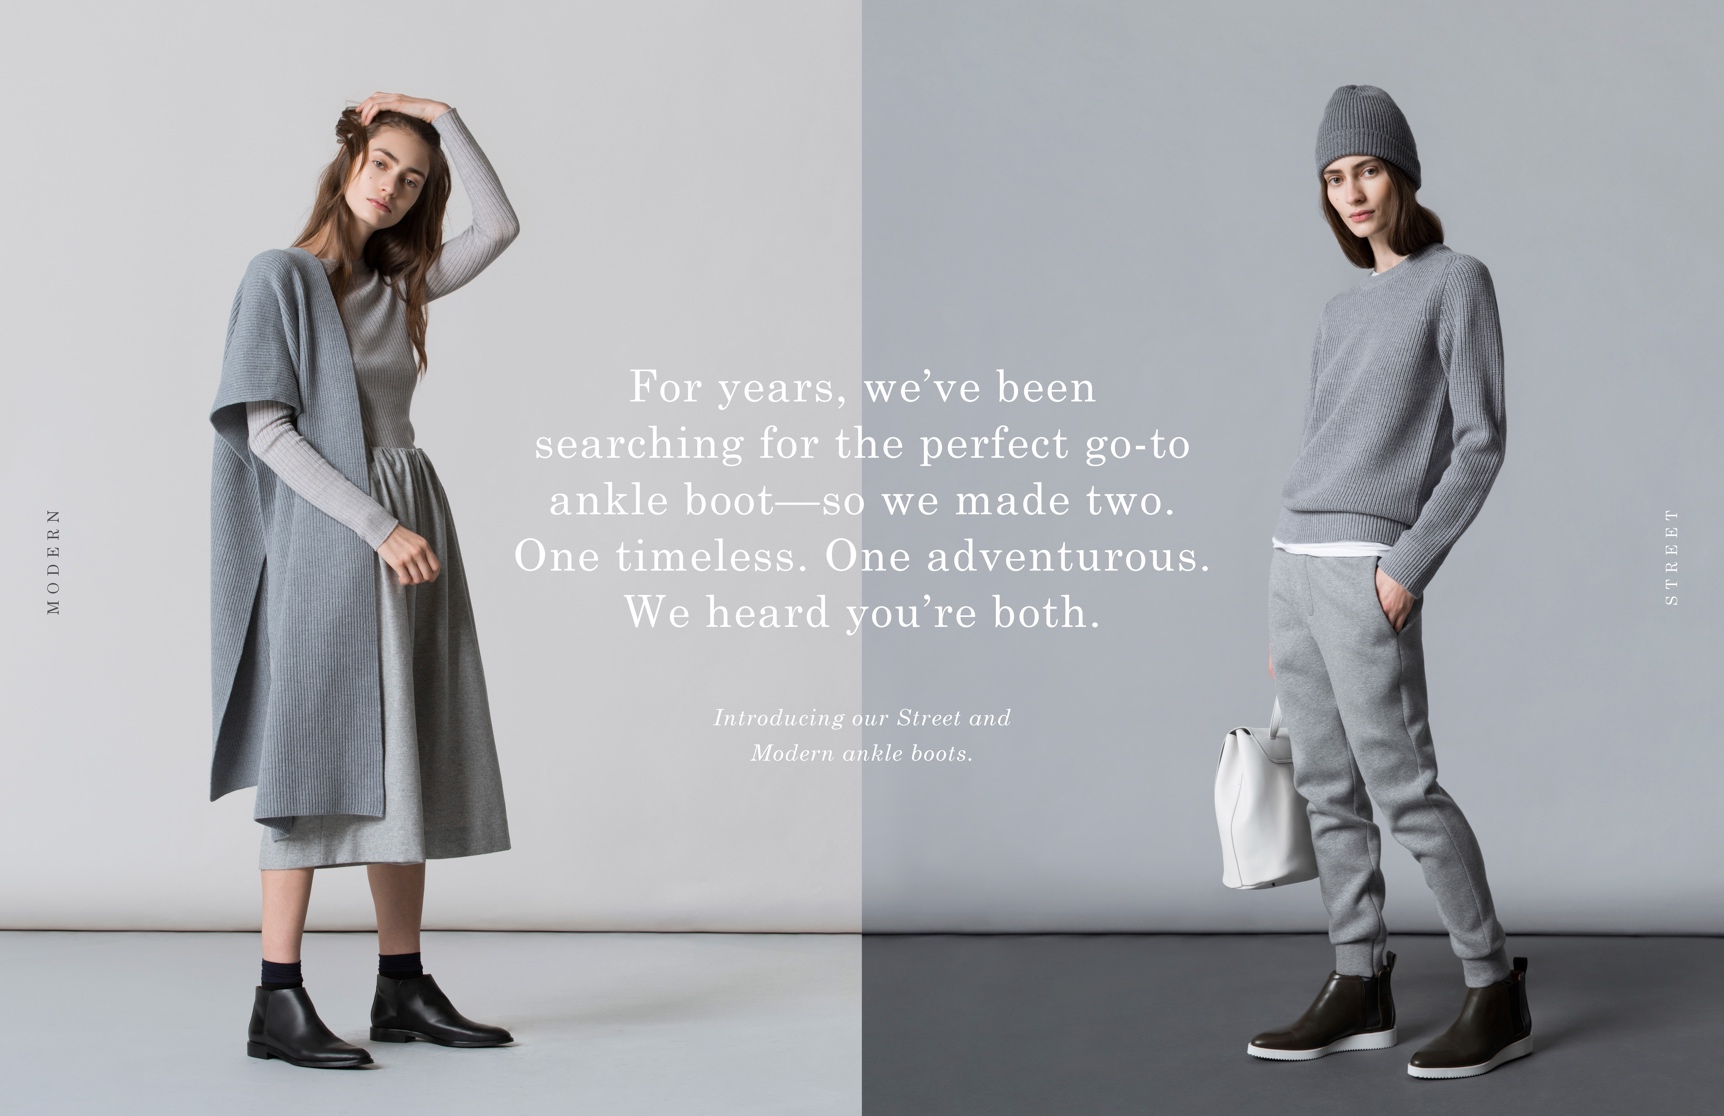 MODERN
For years, we’ve been
searching for the perfect go-to
ankle boot—so we made two.
One timeless. One adventurous.
We heard you’re both.
Introducing our Street and
Modern ankle boots.
STREET